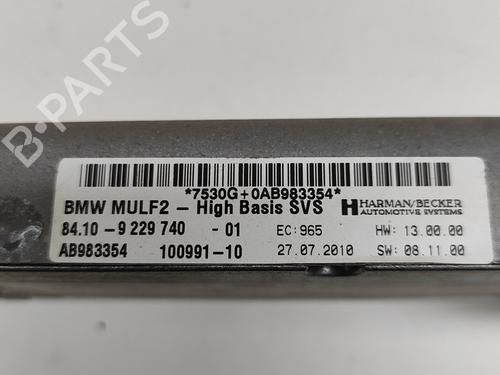 *7530G+0AB983354*
BMW MULF2 - High Basis SVS HARMAN/BECKER
AUTOMOTIVE SYSTEMS
84.10-9 229 740 -01 EC:965 HW: 13.00.00
AB983354 100991-10 27.07.2010 SW: 08.11.00
B-PARTS